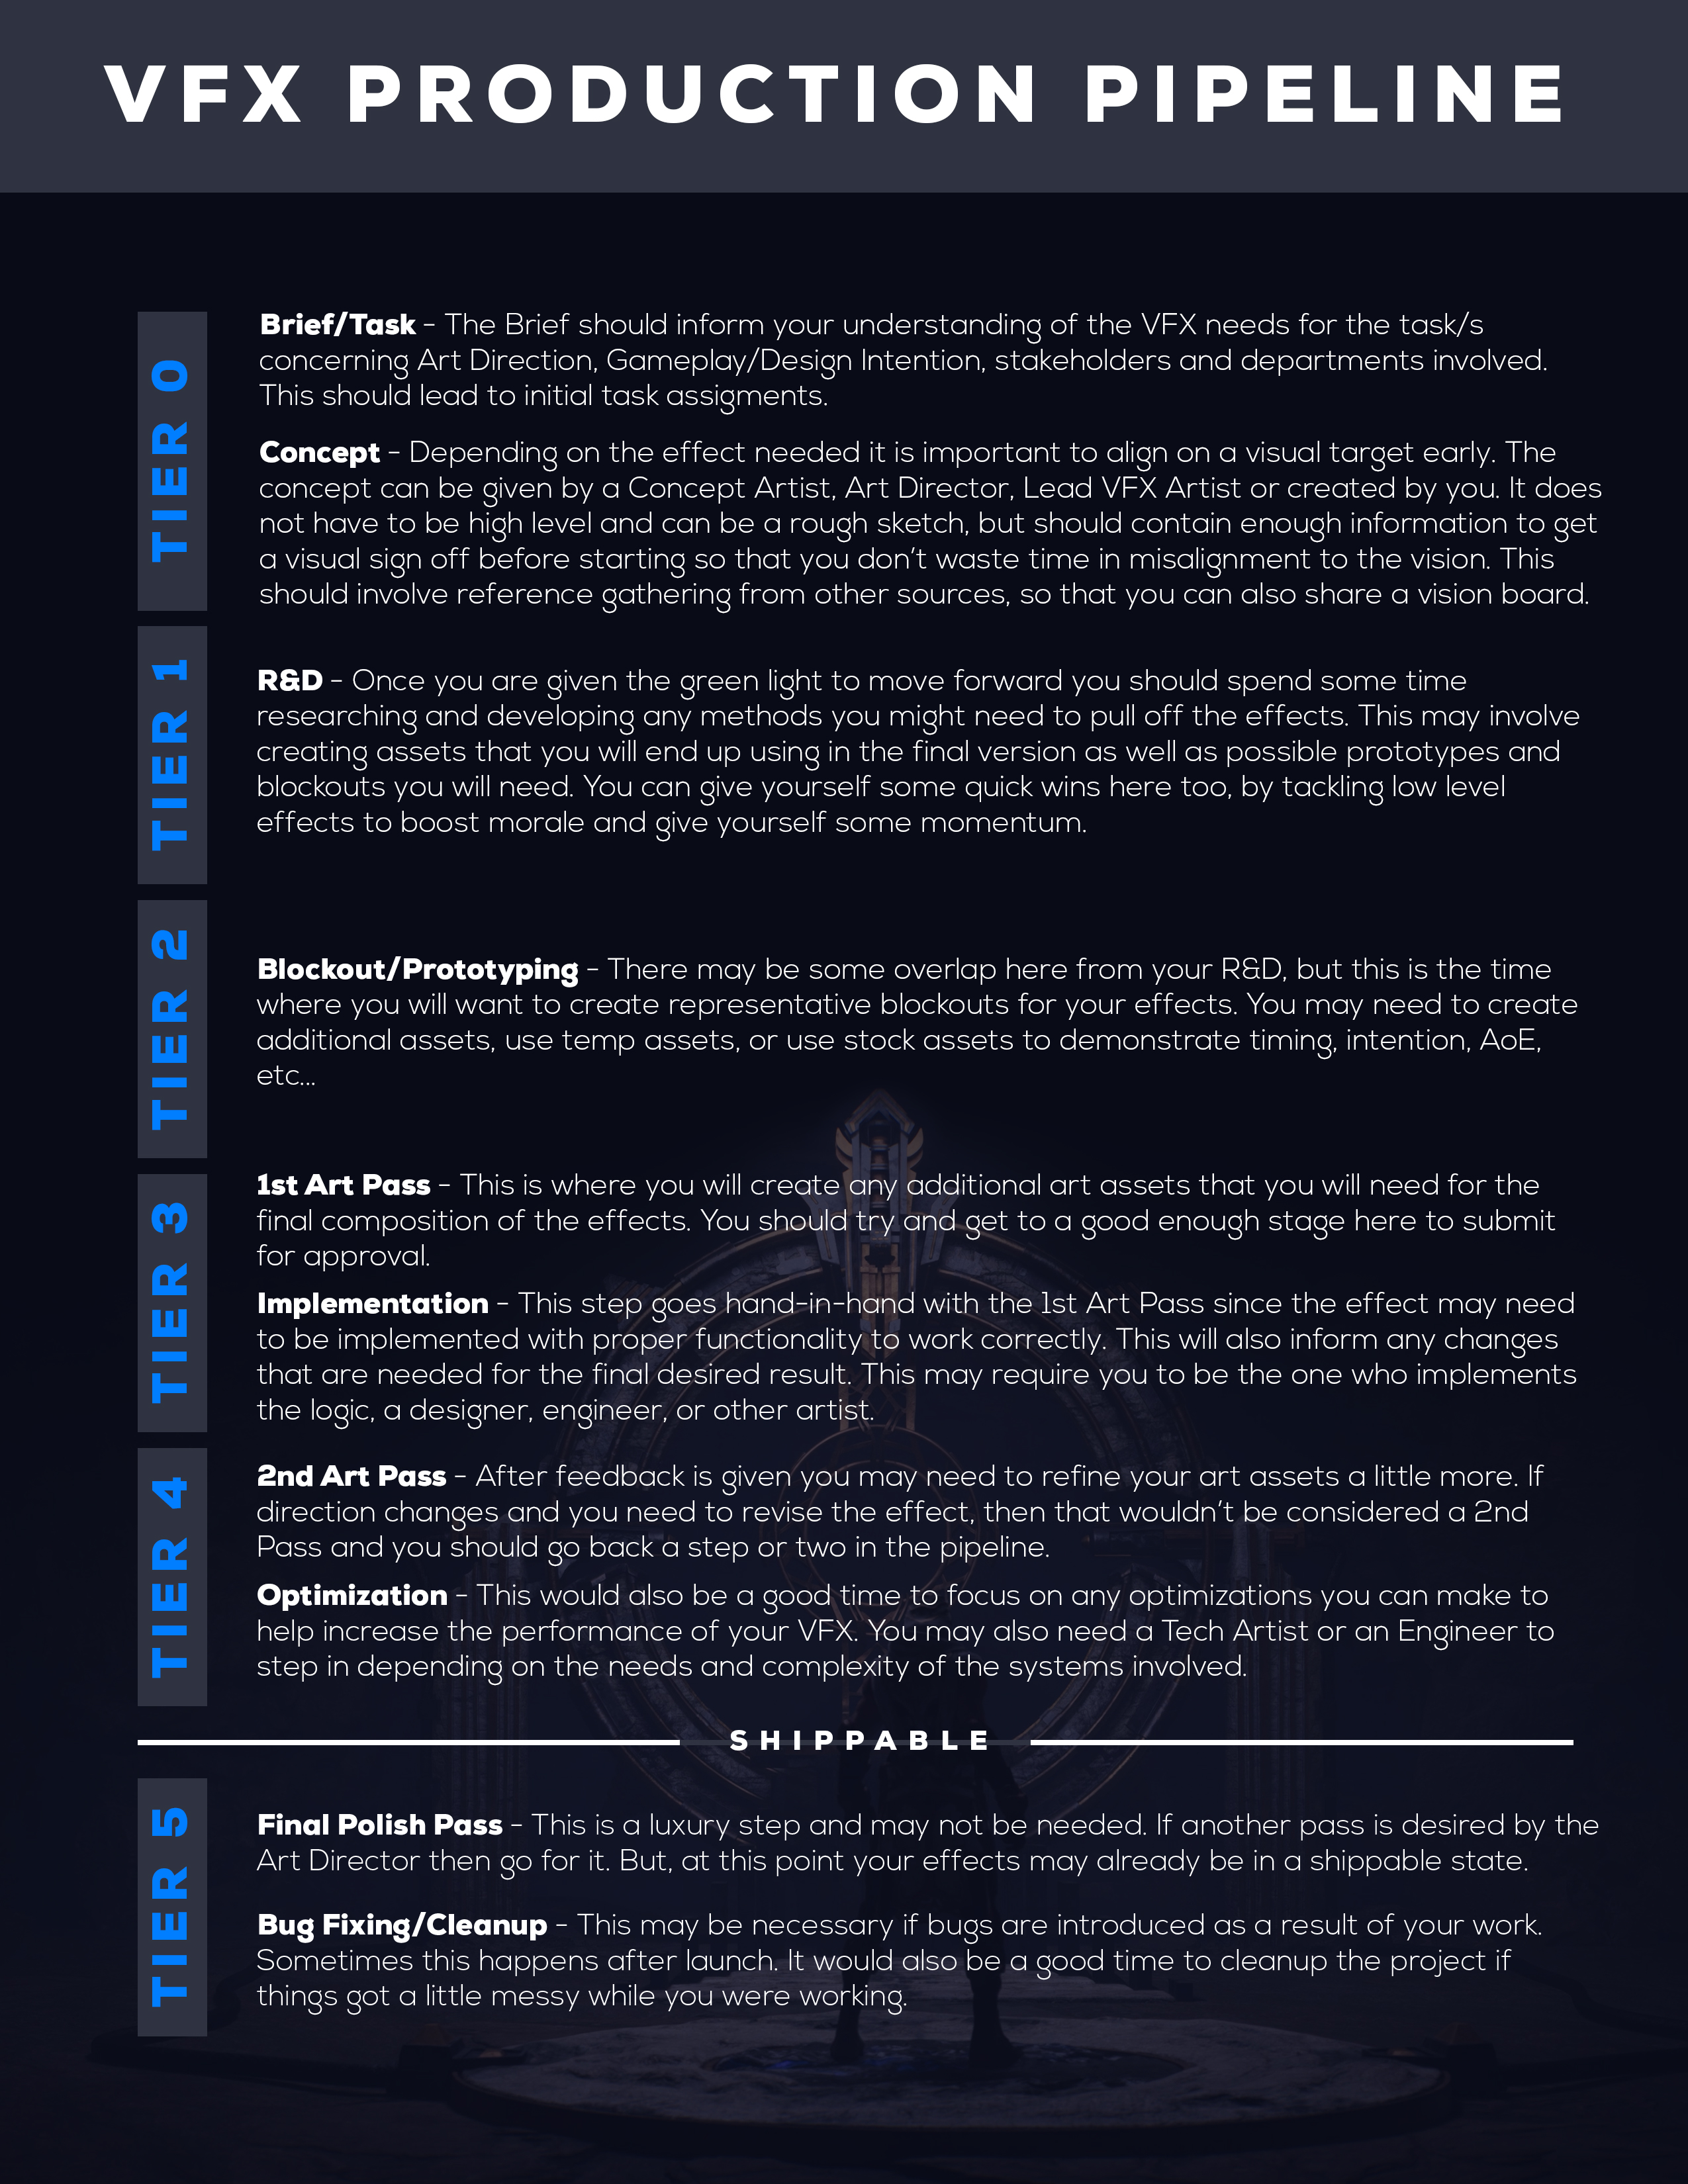 VFX PRODUCTION PIPELINE
TIER 0
Brief/Task - The Brief should inform your understanding of the VFX needs for the task/s
concerning Art Direction, Gameplay/Design Intention, stakeholders and departments involved.
This should lead to initial task assigments.
Concept - Depending on the effect needed it is important to align on a visual target early. The
concept can be given by a Concept Artist, Art Director, Lead VFX Artist or created by you. It does
not have to be high level and can be a rough sketch, but should contain enough information to get
a visual sign off before starting so that you don't waste time in misalignment to the vision. This
should involve reference gathering from other sources, so that you can also share a vision board.
TIER 1
R&D - Once you are given the green light to move forward you should spend some time
researching and developing any methods you might need to pull off the effects. This may involve
creating assets that you will end up using in the final version as well as possible prototypes and
blockouts you will need. You can give yourself some quick wins here too, by tackling low level
effects to boost morale and give yourself some momentum.
TIER 2
Blockout/Prototyping - There may be some overlap here from your R&D, but this is the time
where you will want to create representative blockouts for your effects. You may need to create
additional assets, use temp assets, or use stock assets to demonstrate timing, intention, AoE,
etc...
TIER 3
1st Art Pass - This is where you will create any additional art assets that you will need for the
final composition of the effects. You should try and get to a good enough stage here to submit
for approval.
Implementation - This step goes hand-in-hand with the 1st Art Pass since the effect may need
to be implemented with proper functionality to work correctly. This will also inform any changes
that are needed for the final desired result. This may require you to be the one who implements
the logic, a designer, engineer, or other artist.
TIER 4
2nd Art Pass - After feedback is given you may need to refine your art assets a little more. If
direction changes and you need to revise the effect, then that wouldn't be considered a 2nd
Pass and you should go back a step or two in the pipeline.
Optimization - This would also be a good time to focus on any optimizations you can make to
help increase the performance of your VFX. You may also need a Tech Artist or an Engineer to
step in depending on the needs and complexity of the systems involved.
SHIPPABLE
TIER 5
Final Polish Pass - This is a luxury step and may not be needed. If another pass is desired by the
Art Director then go for it. But, at this point your effects may already be in a shippable state.
Bug Fixing/Cleanup - This may be necessary if bugs are introduced as a result of your work.
Sometimes this happens after launch. It would also be a good time to cleanup the project if
things got a little messy while you were working.